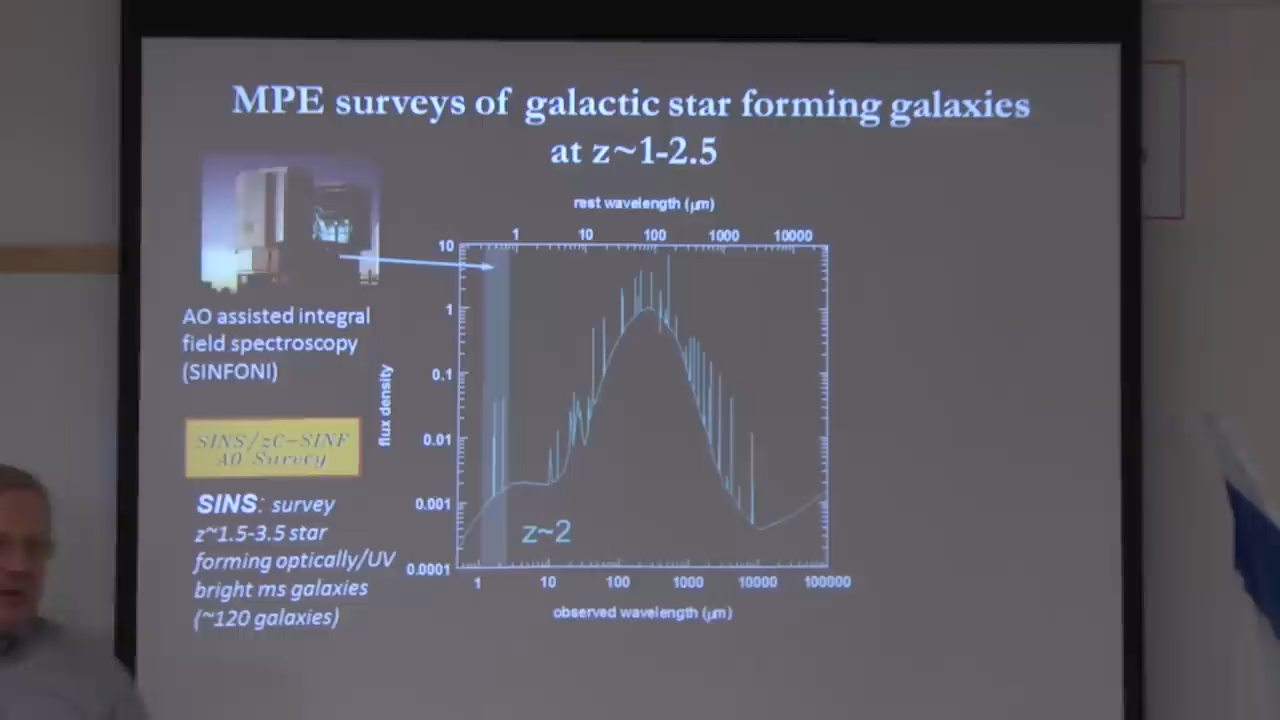 MPE surveys of galactic star forming galaxies
at z~1-2.5
rest wavelength (μm)
1 10 100 1000 10000
10
1
0.1
0.01
0.001
0.0001
flux density
z~2
1 10 100 1000 10000 100000
observed wavelength (μm)
AO assisted integral
field spectroscopy
(SINFONI)
SINS/zC-SINF
AO Survey
SINS: survey
z~1.5-3.5 star
forming optically/UV
bright ms galaxies
(~120 galaxies)